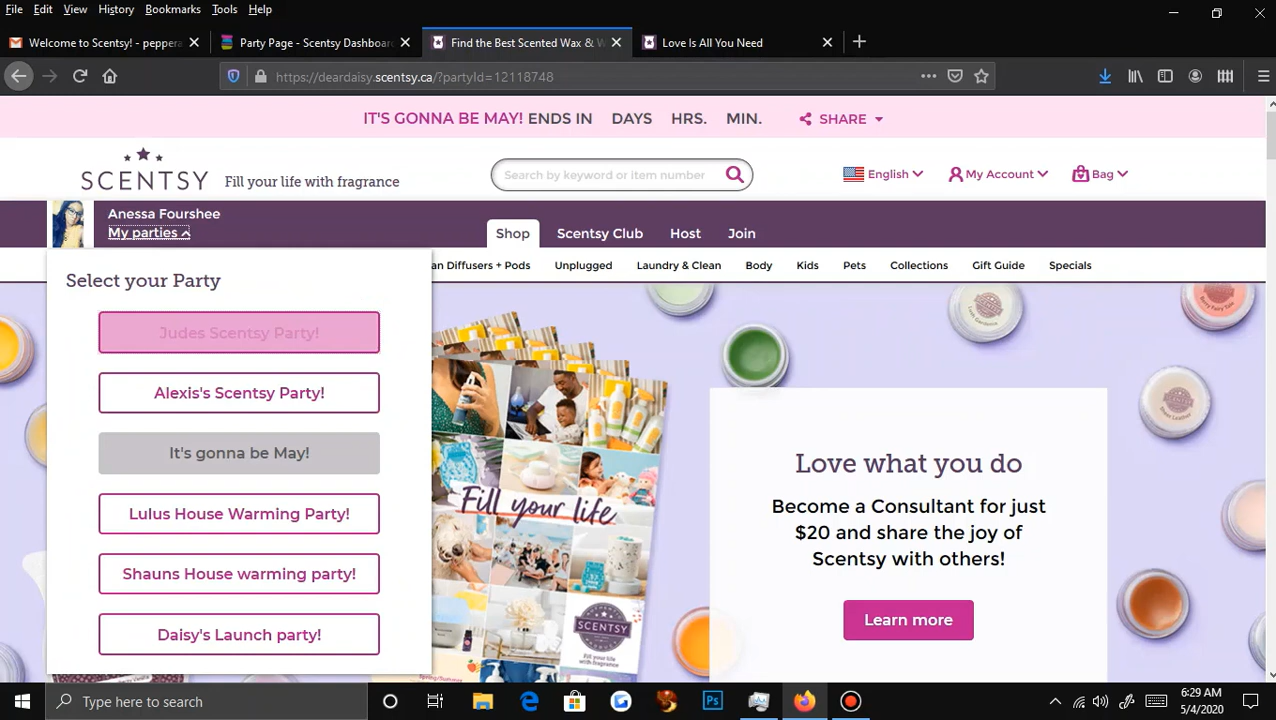 File Edit View History Bookmarks Tools Help
Welcome to Scentsy! - peppera
Party Page - Scentsy Dashboar
Find the Best Scented Wax & W
Love Is All You Need
https://deardaisy.scentsy.ca/?partyId=12118748
IT'S GONNA BE MAY! ENDS IN DAYS HRS. MIN. SHARE
SCENTSY Fill your life with fragrance
Search by keyword or item number
English My Account Bag
Anessa Fourshee
My parties
Shop Scentsy Club Host Join
an Diffusers + Pods Unplugged Laundry & Clean Body Kids Pets Collections Gift Guide Specials
Select your Party
Judes Scentsy Party!
Alexis's Scentsy Party!
It's gonna be May!
Lulus House Warming Party!
Shauns House warming party!
Daisy's Launch party!
Fill your life
SCENTSY
Fill your life
with fragrance
Love what you do
Become a Consultant for just
$20 and share the joy of
Scentsy with others!
Learn more
Type here to search
6:29 AM
5/4/2020